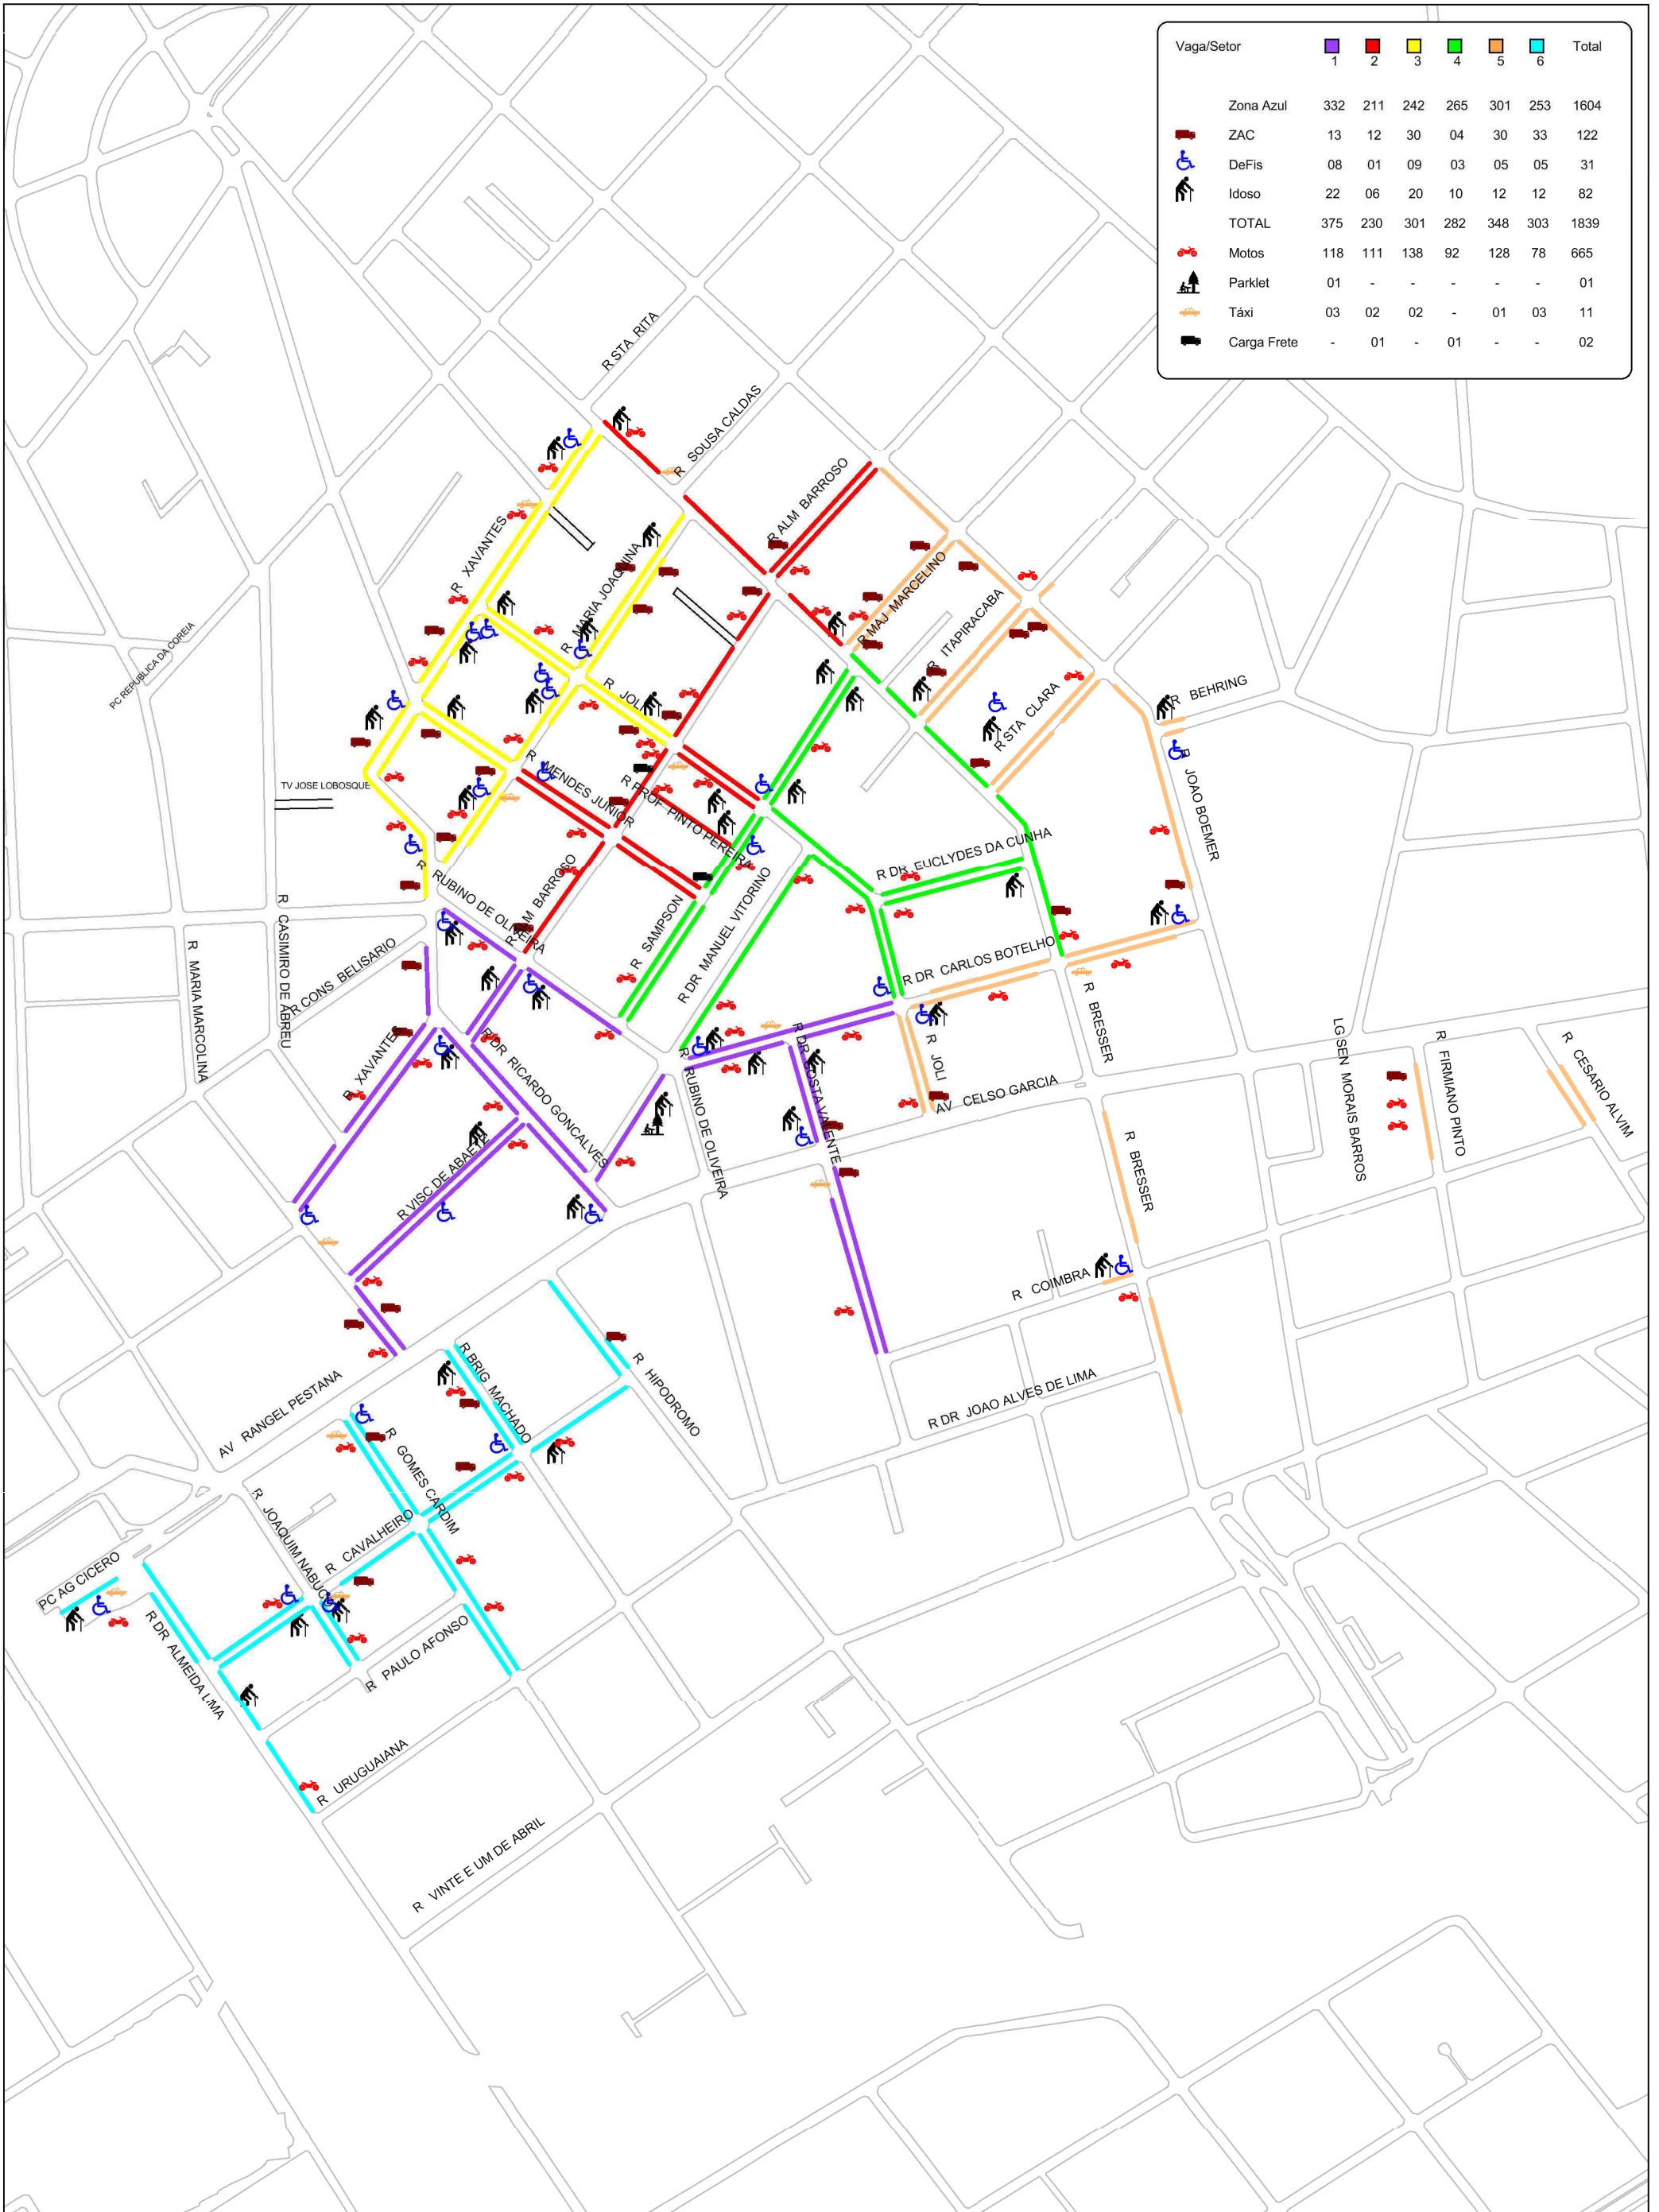 Vaga/Setor 1 2 3 4 5 6 Total
Zona Azul 332 211 242 265 301 253 1604
ZAC 13 12 30 04 30 33 122
DeFis 08 01 09 03 05 05 31
Idoso 22 06 20 10 12 12 82
TOTAL 375 230 301 282 348 303 1839
Motos 118 111 138 92 128 78 665
Parklet 01 - - - - - 01
Táxi 03 02 02 - 01 03 11
Carga Frete - 01 - 01 - - 02
R STA RITA
R SOUSA CALDAS
R ALM BARROSO
R XAVANTES
R MARIA JOAQUINA
R MAJ MARCELINO
R ITAPIRACABA
PC REPUBLICA DA COREIA
R JOLI
R STA CLARA
R BEHRING
R JOAO BOEMER
TV JOSE LOBOSQUE
R MENDES JUNIOR
R PROF PINTO PEREIRA
R DR EUCLYDES DA CUNHA
R RUBINO DE OLIVEIRA
R ALM BARROSO
R SAMPSON
R DR MANUEL VITORINO
R CASIMIRO DE ABREU
R MARIA MARCOLINA
R CONS BELISARIO
R DR CARLOS BOTELHO
R BRESSER
R XAVANTES
R DR RICARDO GONCALVES
R RUBINO DE OLIVEIRA
R DR COSTA VALENTE
R JOLI
AV CELSO GARCIA
LG SEN MORAIS BARROS
R FIRMIANO PINTO
R CESARIO ALVIM
R VISC DE ABAETE
R BRESSER
R COIMBRA
R DR JOAO ALVES DE LIMA
R HIPODROMO
R BRIG MACHADO
AV RANGEL PESTANA
R GOMES CARDIM
R JOAQUIM NABUCO
R CAVALHEIRO
PC AG CICERO
R DR ALMEIDA LIMA
R PAULO AFONSO
R URUGUAIANA
R VINTE E UM DE ABRIL